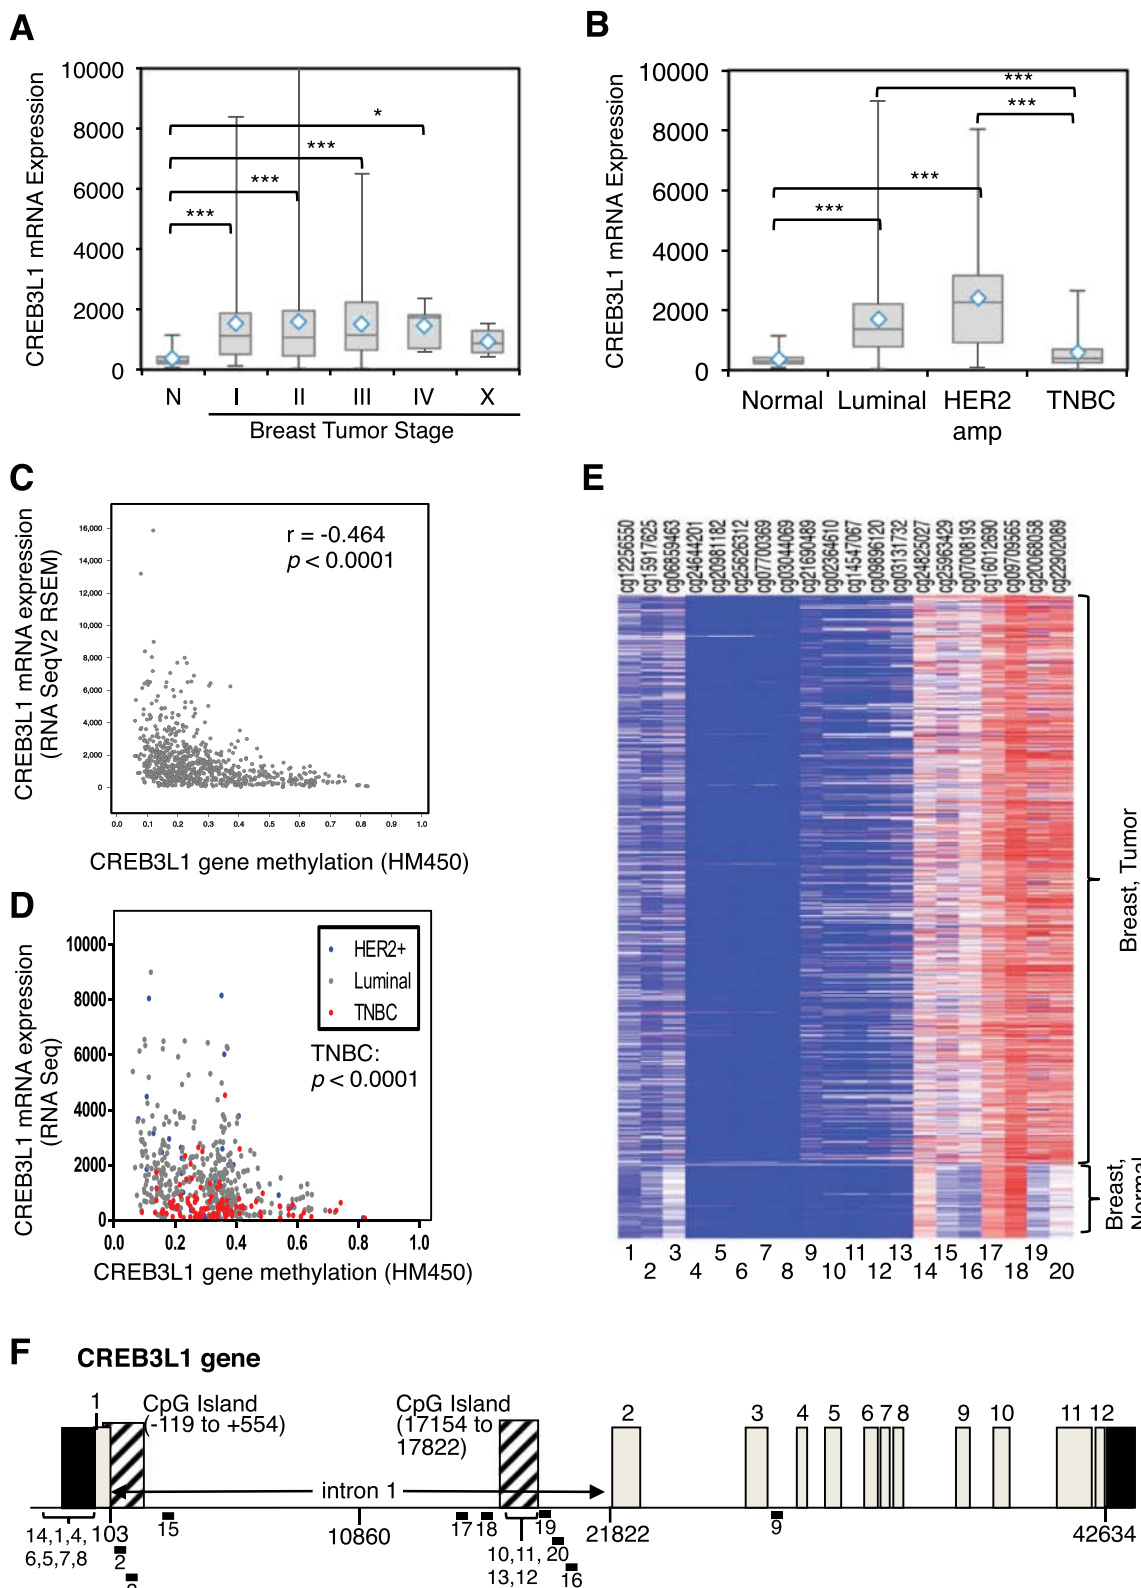 A
CREB3L1 mRNA Expression
10000
8000
6000
4000
2000
0
*
***
***
***
N I II III IV X
Breast Tumor Stage
B
CREB3L1 mRNA Expression
10000
8000
6000
4000
2000
0
***
***
***
***
Normal Luminal HER2 TNBC
amp
C
CREB3L1 mRNA expression
(RNA SeqV2 RSEM)
16,000
14,000
12,000
10,000
8,000
6,000
4,000
2,000
0
r = -0.464
p < 0.0001
0.0 0.1 0.2 0.3 0.4 0.5 0.6 0.7 0.8 0.9 1.0
CREB3L1 gene methylation (HM450)
D
CREB3L1 mRNA expression
(RNA Seq)
10000
8000
6000
4000
2000
0
HER2+
Luminal
TNBC
TNBC:
p < 0.0001
0.0 0.2 0.4 0.6 0.8 1.0
CREB3L1 gene methylation (HM450)
E
cg12256530
cg15917625
cg06859463
cg24644201
cg20981182
cg25626312
cg07700369
cg03044069
cg21690489
cg02364610
cg14547067
cg09896120
cg03131732
cg24825027
cg25963429
cg07008193
cg16012690
cg09709565
cg20068058
cg22902089
Breast, Tumor
Breast,
Normal
1 3 5 7 9 11 13 15 17 19
2 4 6 8 10 12 14 16 18 20
F
CREB3L1 gene
1
CpG Island
(-119 to +554)
CpG Island
(17154 to
17822)
2 3 4 5 6 7 8 9 10 11 12
intron 1
14,1,4,
6,5,7,8
103
2
15
10860
17 18
10,11,
13,12
19
20
16
21822
9
42634